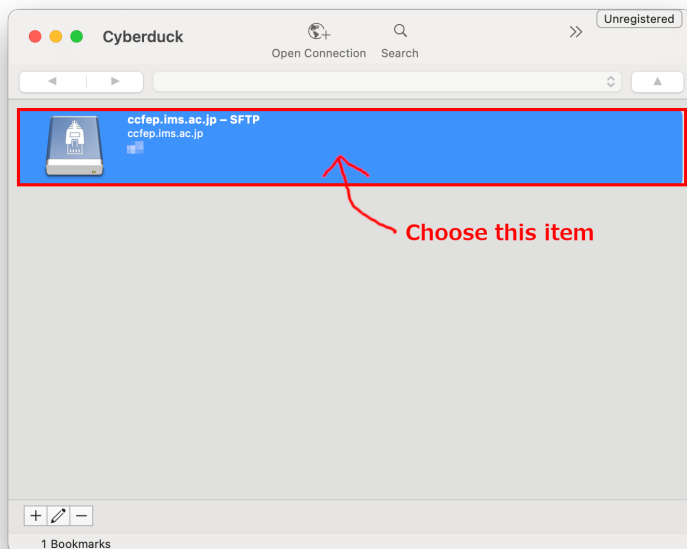 Unregistered
Cyberduck
Open Connection
Search
ccfep.ims.ac.jp – SFTP
ccfep.ims.ac.jp
Choose this item
1 Bookmarks